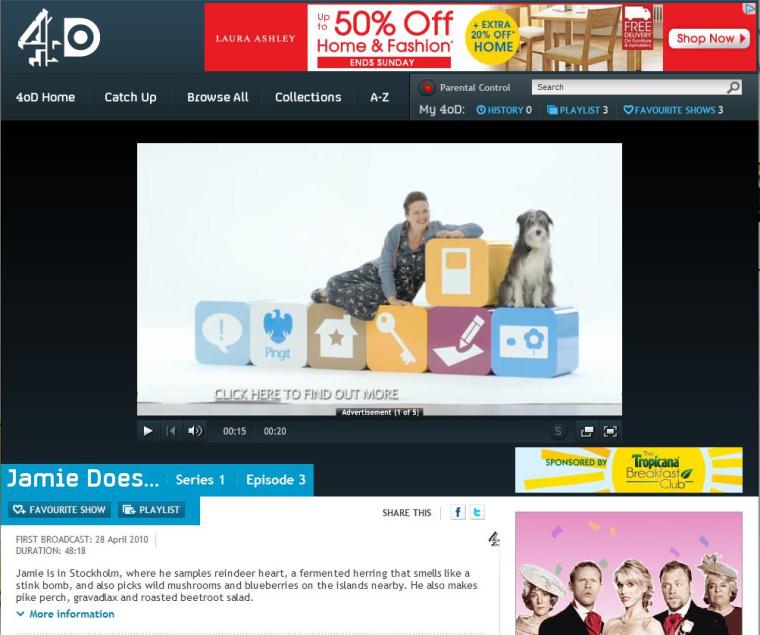 4oD
LAURA ASHLEY
Up to 50% Off
Home & Fashion*
ENDS SUNDAY
+ EXTRA
20% OFF*
HOME
FREE
DELIVERY
On Furniture
& Upholstery
Shop Now
4oD Home
Catch Up
Browse All
Collections
A-Z
Parental Control
Search
My 4oD:
HISTORY 0
PLAYLIST 3
FAVOURITE SHOWS 3
Pingit
CLICK HERE TO FIND OUT MORE
Advertisement (1 of 5)
00:15
00:20
S
SPONSORED BY
The
Tropicana
Breakfast
Club
Jamie Does...
Series 1
Episode 3
FAVOURITE SHOW
PLAYLIST
SHARE THIS
FIRST BROADCAST: 28 April 2010
DURATION: 48:18
Jamie is in Stockholm, where he samples reindeer heart, a fermented herring that smells like a
stink bomb, and also picks wild mushrooms and blueberries on the islands nearby. He also makes
pike perch, gravadlax and roasted beetroot salad.
More information